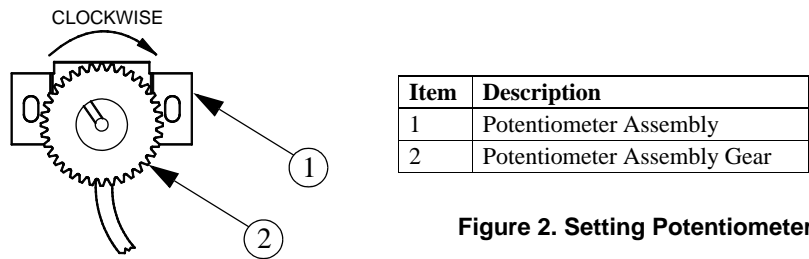 CLOCKWISE
1
2
Item Description
1 Potentiometer Assembly
2 Potentiometer Assembly Gear
Figure 2. Setting Potentiometer